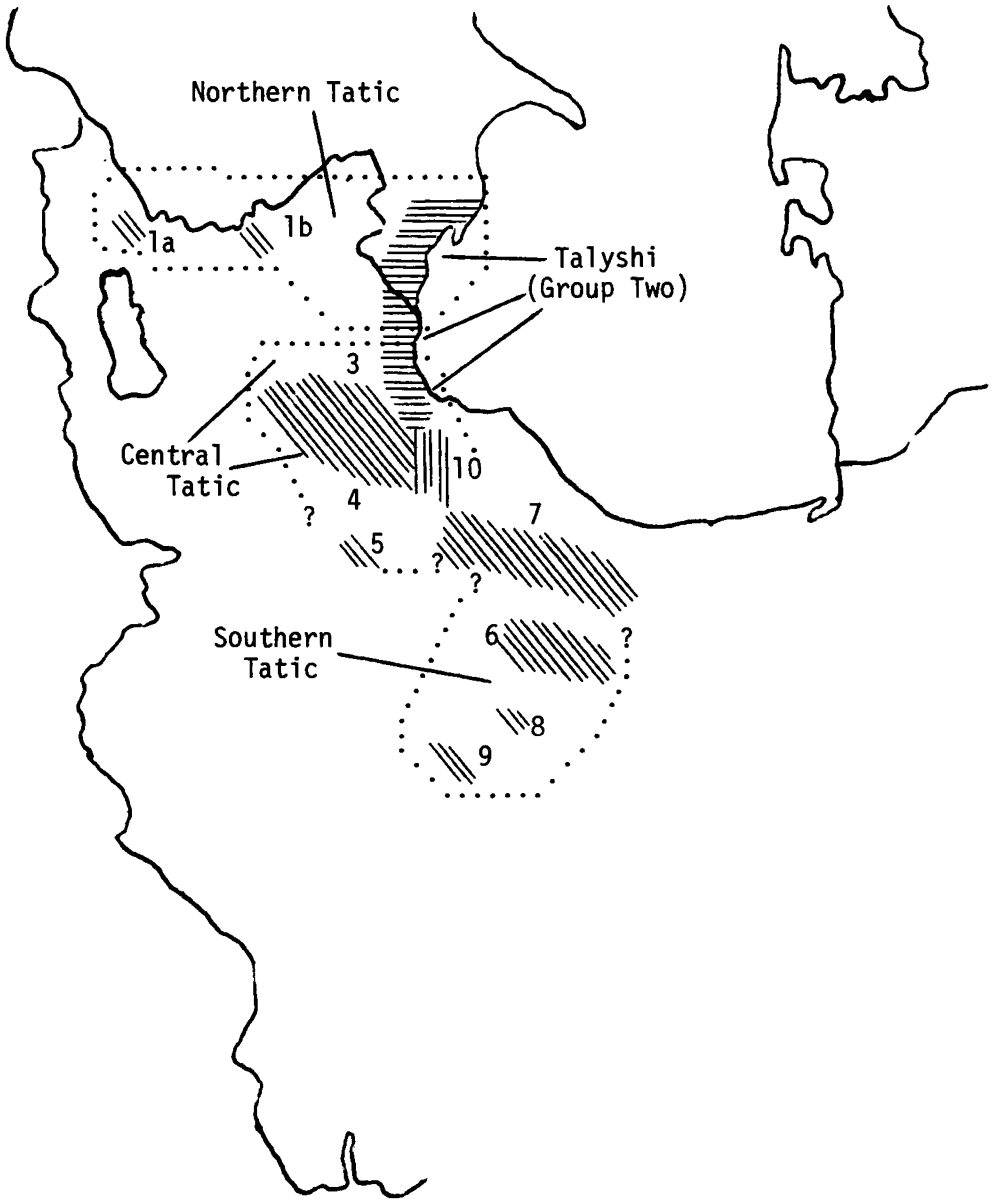 Northern Tatic
1a
1b
Talyshi
(Group Two)
3
Central
Tatic
10
4
?
7
5
?
?
6
?
Southern
Tatic
8
9